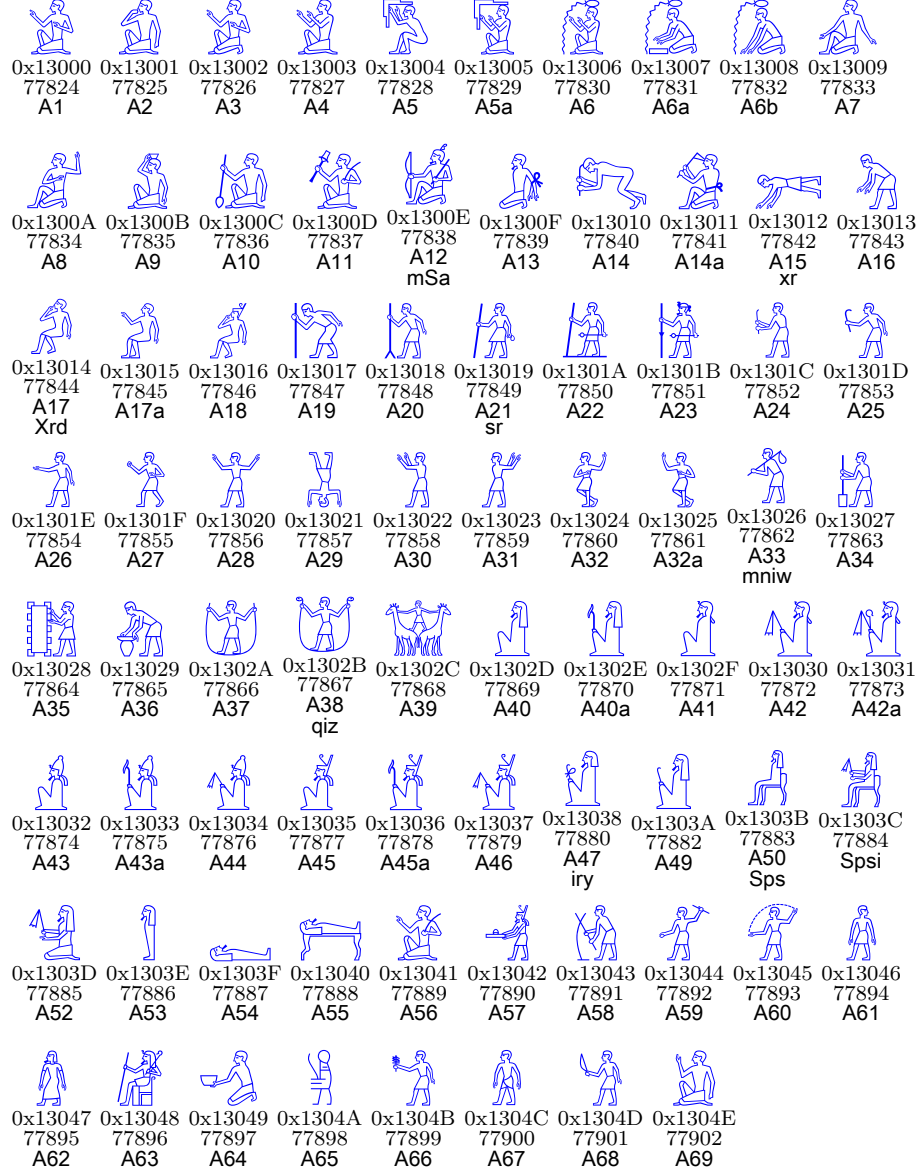 0x13000 0x13001 0x13002 0x13003 0x13004 0x13005 0x13006 0x13007 0x13008 0x13009
77824 77825 77826 77827 77828 77829 77830 77831 77832 77833
A1 A2 A3 A4 A5 A5a A6 A6a A6b A7
0x1300A 0x1300B 0x1300C 0x1300D 0x1300E 0x1300F 0x13010 0x13011 0x13012 0x13013
77834 77835 77836 77837 77838 77839 77840 77841 77842 77843
A8 A9 A10 A11 A12 A13 A14 A14a A15 A16
mSa xr
0x13014 0x13015 0x13016 0x13017 0x13018 0x13019 0x1301A 0x1301B 0x1301C 0x1301D
77844 77845 77846 77847 77848 77849 77850 77851 77852 77853
A17 A17a A18 A19 A20 A21 A22 A23 A24 A25
Xrd sr
0x1301E 0x1301F 0x13020 0x13021 0x13022 0x13023 0x13024 0x13025 0x13026 0x13027
77854 77855 77856 77857 77858 77859 77860 77861 77862 77863
A26 A27 A28 A29 A30 A31 A32 A32a A33 A34
mniw
0x13028 0x13029 0x1302A 0x1302B 0x1302C 0x1302D 0x1302E 0x1302F 0x13030 0x13031
77864 77865 77866 77867 77868 77869 77870 77871 77872 77873
A35 A36 A37 A38 A39 A40 A40a A41 A42 A42a
qiz
0x13032 0x13033 0x13034 0x13035 0x13036 0x13037 0x13038 0x1303A 0x1303B 0x1303C
77874 77875 77876 77877 77878 77879 77880 77882 77883 77884
A43 A43a A44 A45 A45a A46 A47 A49 A50 Spsi
iry Sps
0x1303D 0x1303E 0x1303F 0x13040 0x13041 0x13042 0x13043 0x13044 0x13045 0x13046
77885 77886 77887 77888 77889 77890 77891 77892 77893 77894
A52 A53 A54 A55 A56 A57 A58 A59 A60 A61
0x13047 0x13048 0x13049 0x1304A 0x1304B 0x1304C 0x1304D 0x1304E
77895 77896 77897 77898 77899 77900 77901 77902
A62 A63 A64 A65 A66 A67 A68 A69